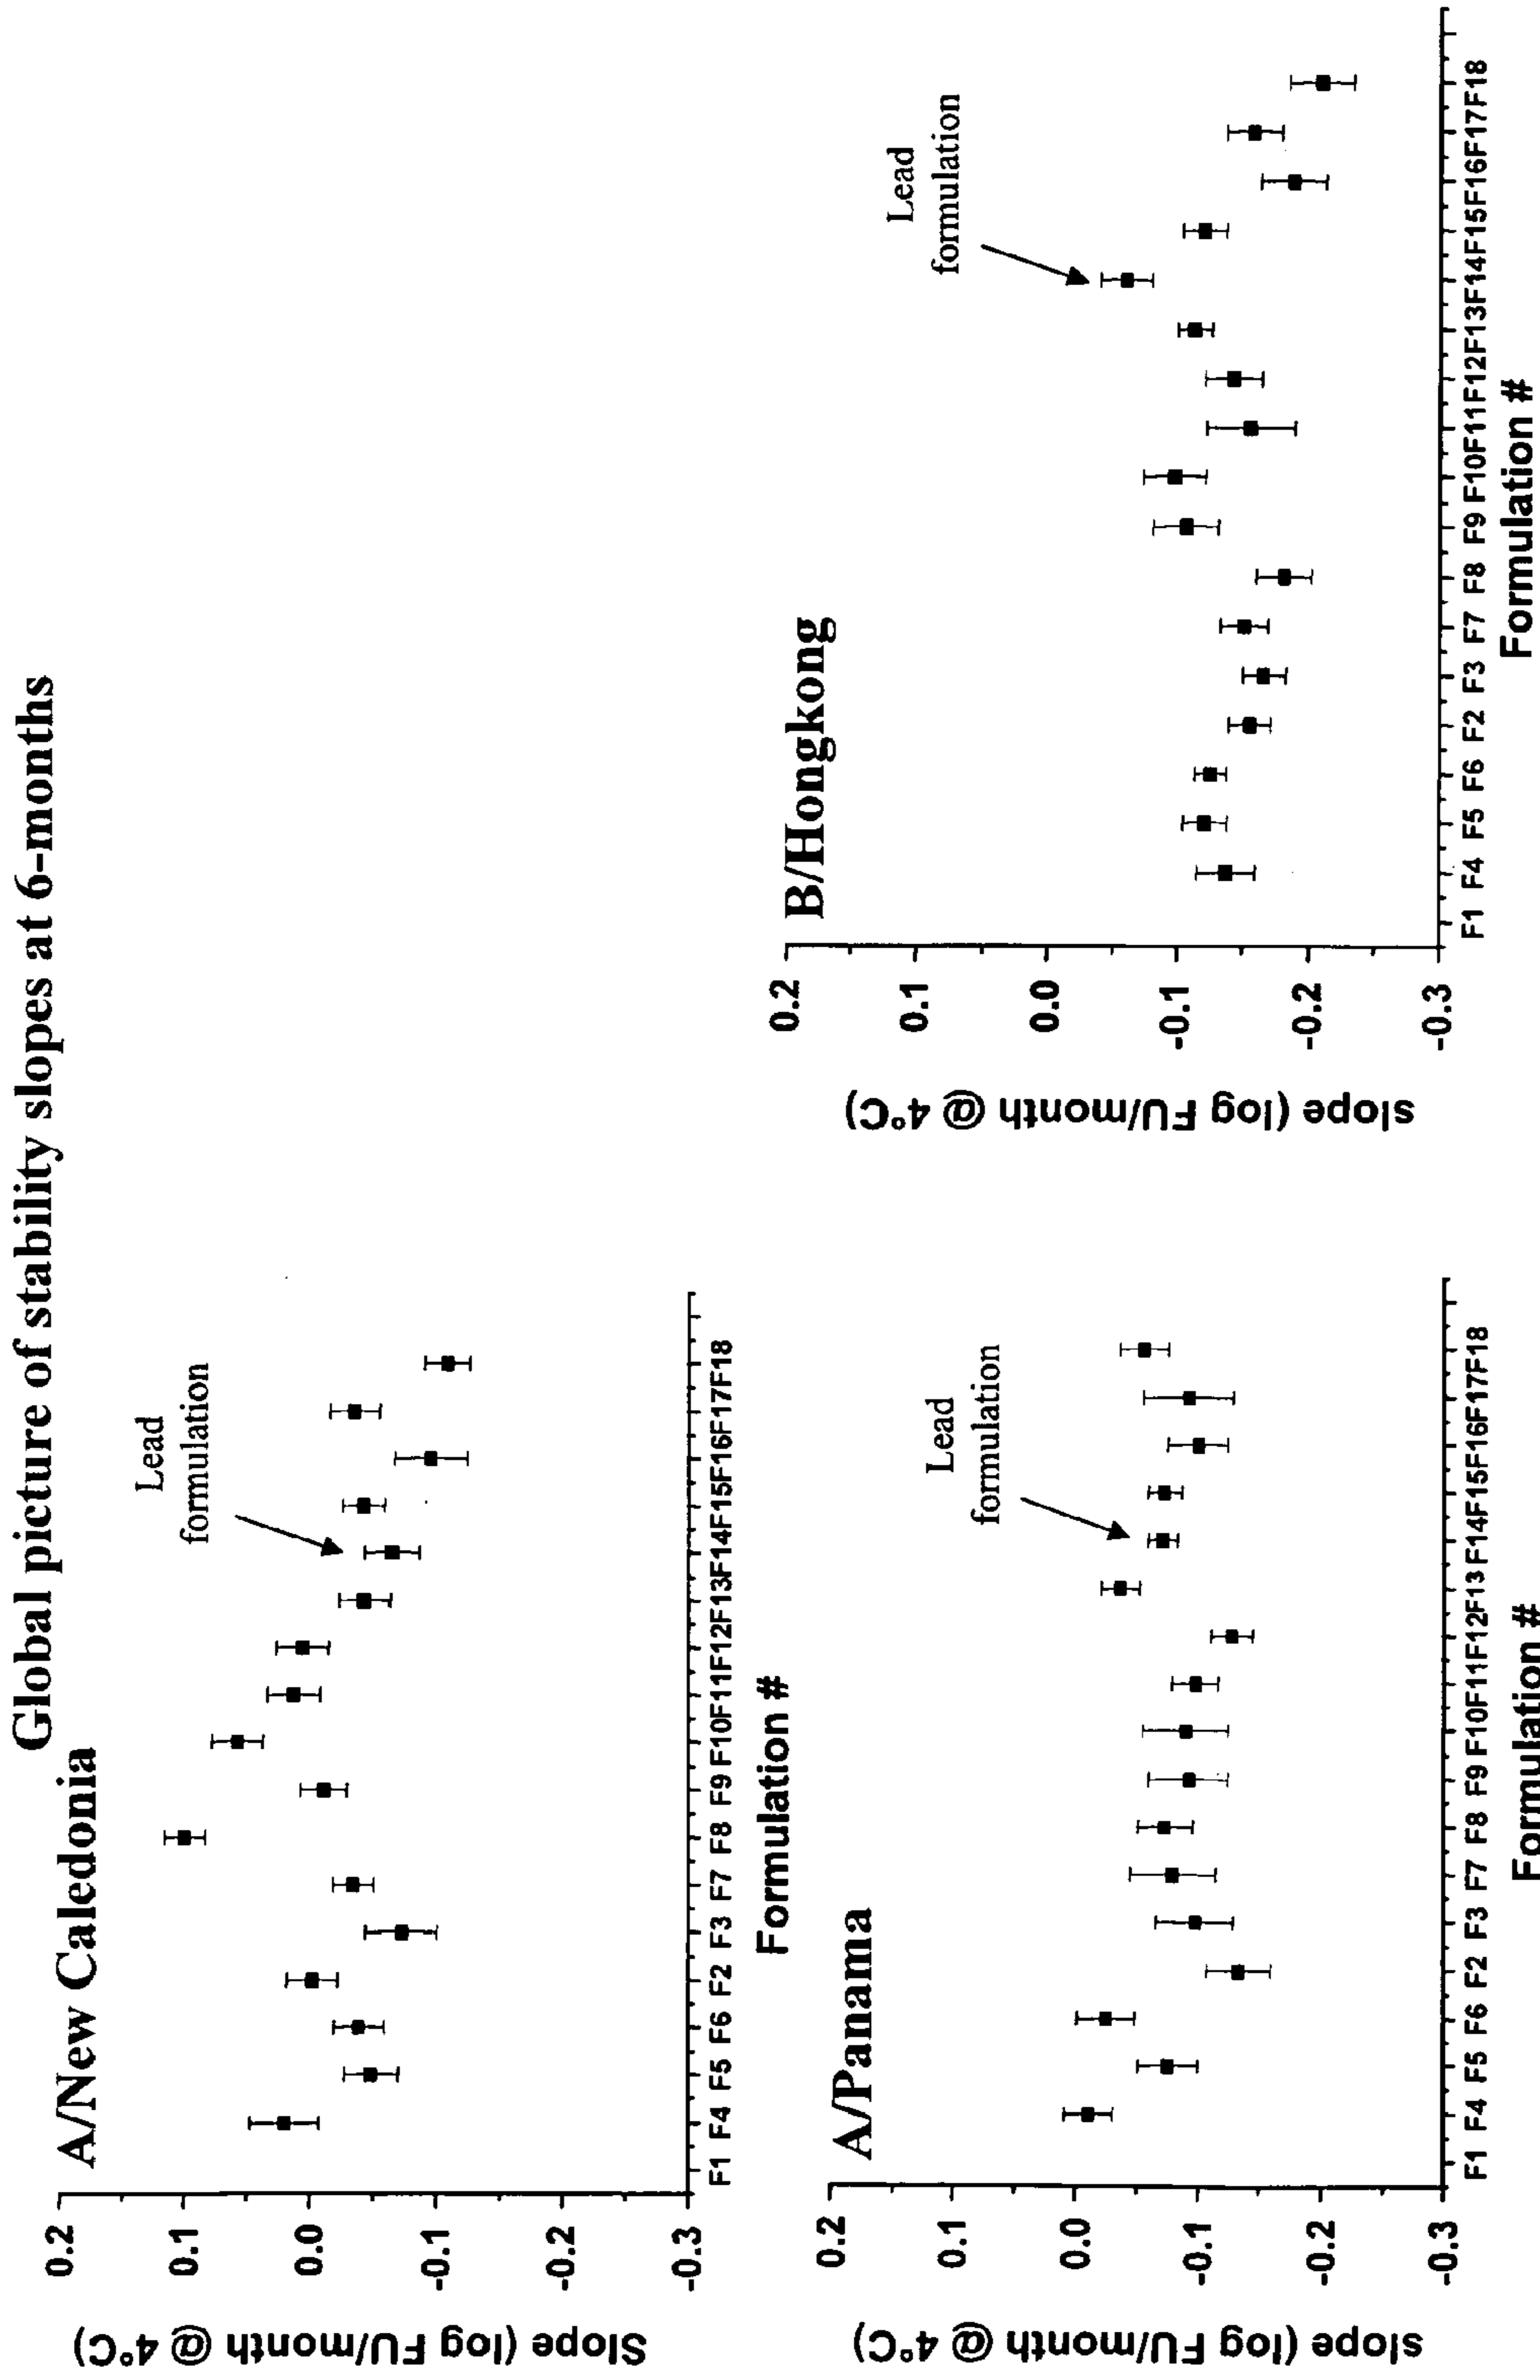 Global picture of stability slopes at 6-months
A/New Caledonia
Slope (log FU/month @ 4°C)
0.2
0.1
0.0
-0.1
-0.2
-0.3
Lead
formulation
F1 F4 F5 F6 F2 F3 F7 F8 F9 F10F11F12F13F14F15F16F17F18
Formulation #
A/Panama
slope (log FU/month @ 4°C)
0.2
0.1
0.0
-0.1
-0.2
-0.3
Lead
formulation
F1 F4 F5 F6 F2 F3 F7 F8 F9 F10F11F12F13F14F15F16F17F18
Formulation #
B/Hongkong
slope (log FU/month @ 4°C)
0.2
0.1
0.0
-0.1
-0.2
-0.3
Lead
formulation
F1 F4 F5 F6 F2 F3 F7 F8 F9 F10F11F12F13F14F15F16F17F18
Formulation #